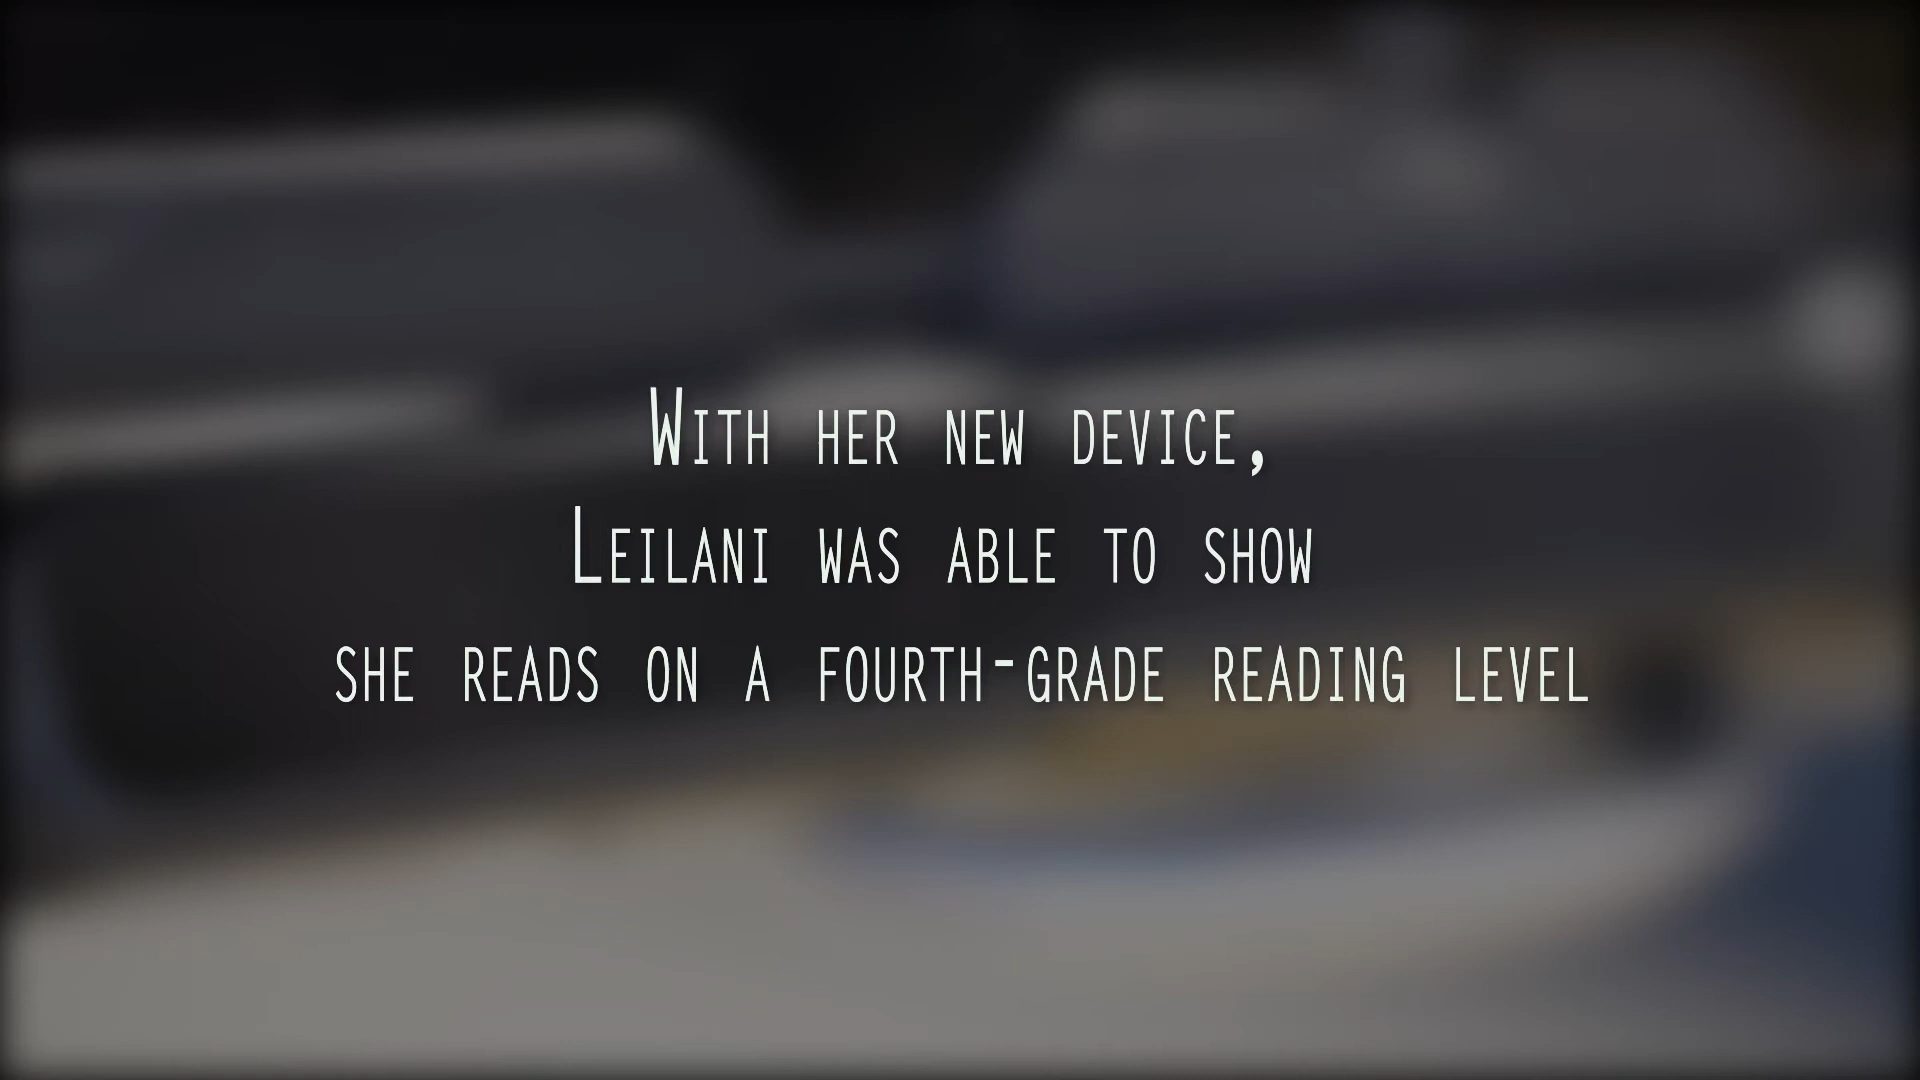 With her new device,
Leilani was able to show
she reads on a fourth-grade reading level